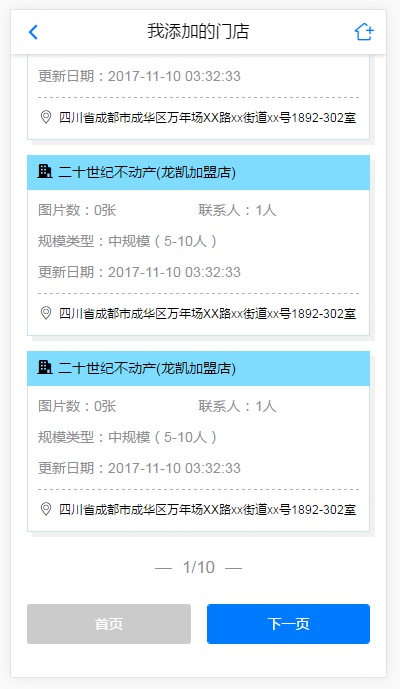 我添加的门店
更新日期：2017-11-10 03:32:33
四川省成都市成华区万年场XX路xx街道xx号1892-302室
二十世纪不动产(龙凯加盟店)
图片数：0张 联系人：1人
规模类型：中规模（5-10人）
更新日期：2017-11-10 03:32:33
四川省成都市成华区万年场XX路xx街道xx号1892-302室
二十世纪不动产(龙凯加盟店)
图片数：0张 联系人：1人
规模类型：中规模（5-10人）
更新日期：2017-11-10 03:32:33
四川省成都市成华区万年场XX路xx街道xx号1892-302室
— 1/10 —
首页 下一页